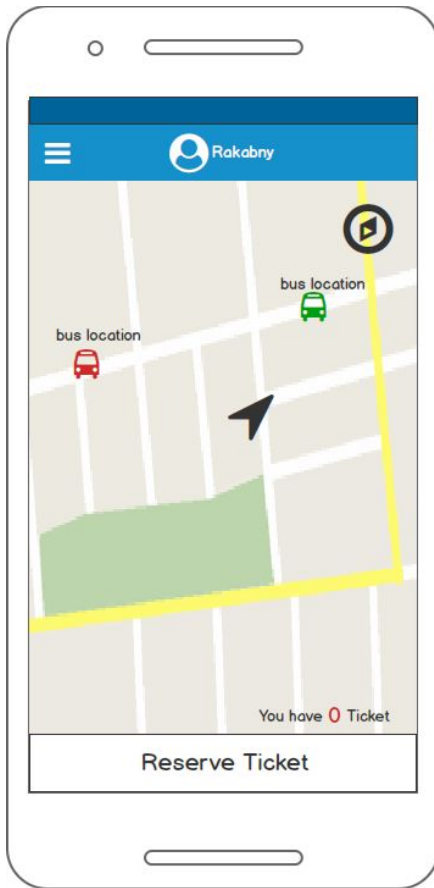 Rakabny
bus location
bus location
You have 0 Ticket
Reserve Ticket